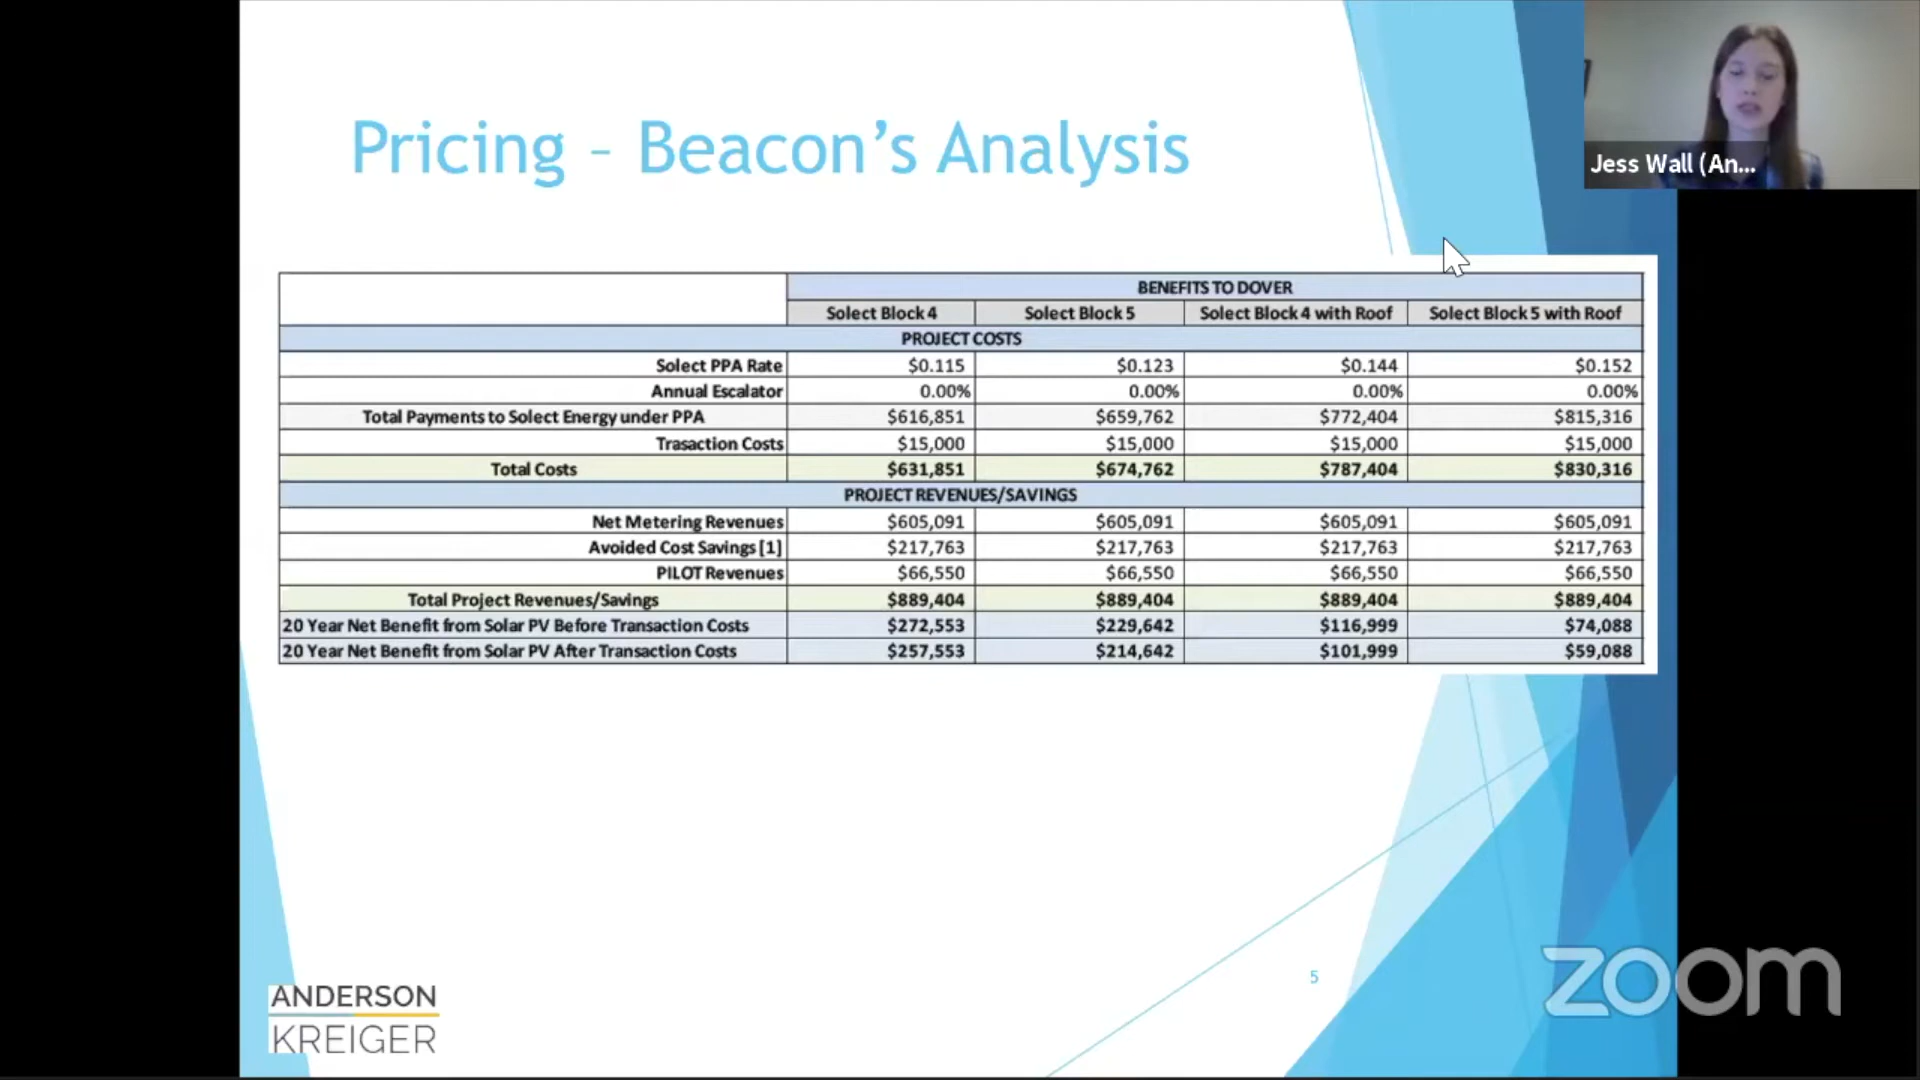 Pricing – Beacon's Analysis
Jess Wall (An...
BENEFITS TO DOVER
Solect Block 4 Solect Block 5 Solect Block 4 with Roof Solect Block 5 with Roof
PROJECT COSTS
Solect PPA Rate $0.115 $0.123 $0.144 $0.152
Annual Escalator 0.00% 0.00% 0.00% 0.00%
Total Payments to Solect Energy under PPA $616,851 $659,762 $772,404 $815,316
Trasaction Costs $15,000 $15,000 $15,000 $15,000
Total Costs $631,851 $674,762 $787,404 $830,316
PROJECT REVENUES/SAVINGS
Net Metering Revenues $605,091 $605,091 $605,091 $605,091
Avoided Cost Savings [1] $217,763 $217,763 $217,763 $217,763
PILOT Revenues $66,550 $66,550 $66,550 $66,550
Total Project Revenues/Savings $889,404 $889,404 $889,404 $889,404
20 Year Net Benefit from Solar PV Before Transaction Costs $272,553 $229,642 $116,999 $74,088
20 Year Net Benefit from Solar PV After Transaction Costs $257,553 $214,642 $101,999 $59,088
5
ANDERSON
KREIGER
zoom